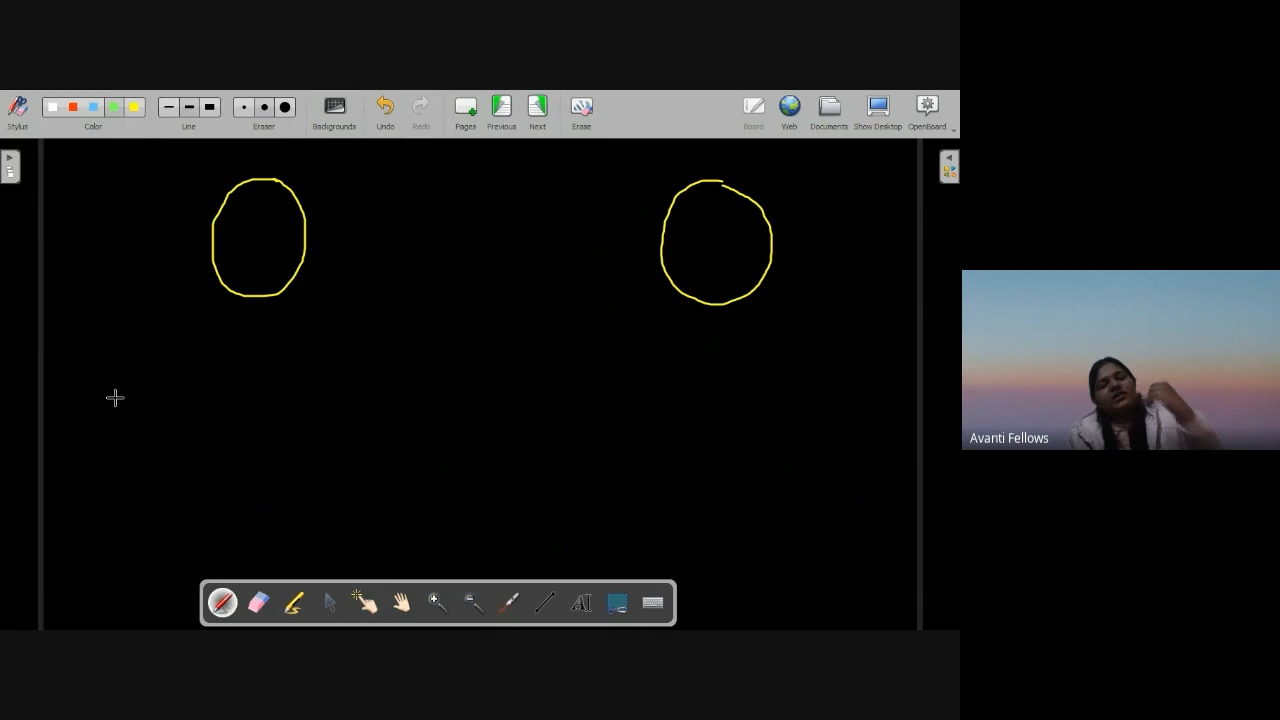 Stylus
Color
Line
Eraser
Backgrounds
Undo
Redo
Pages
Previous
Next
Erase
Board
Web
Documents
Show Desktop
OpenBoard
AI
Avanti Fellows